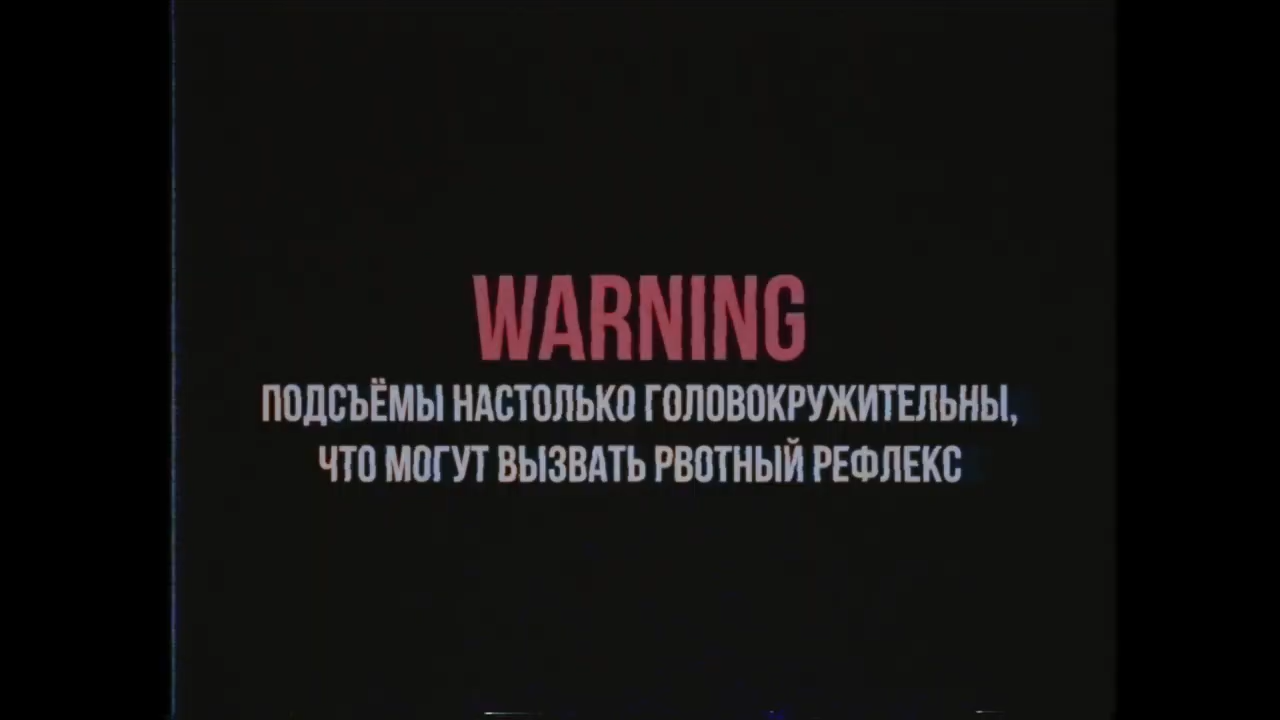 WARNING
ПОДСЪЁМЫ НАСТОЛЬКО ГОЛОВОКРУЖИТЕЛЬНЫ,
ЧТО МОГУТ ВЫЗВАТЬ РВОТНЫЙ РЕФЛЕКС